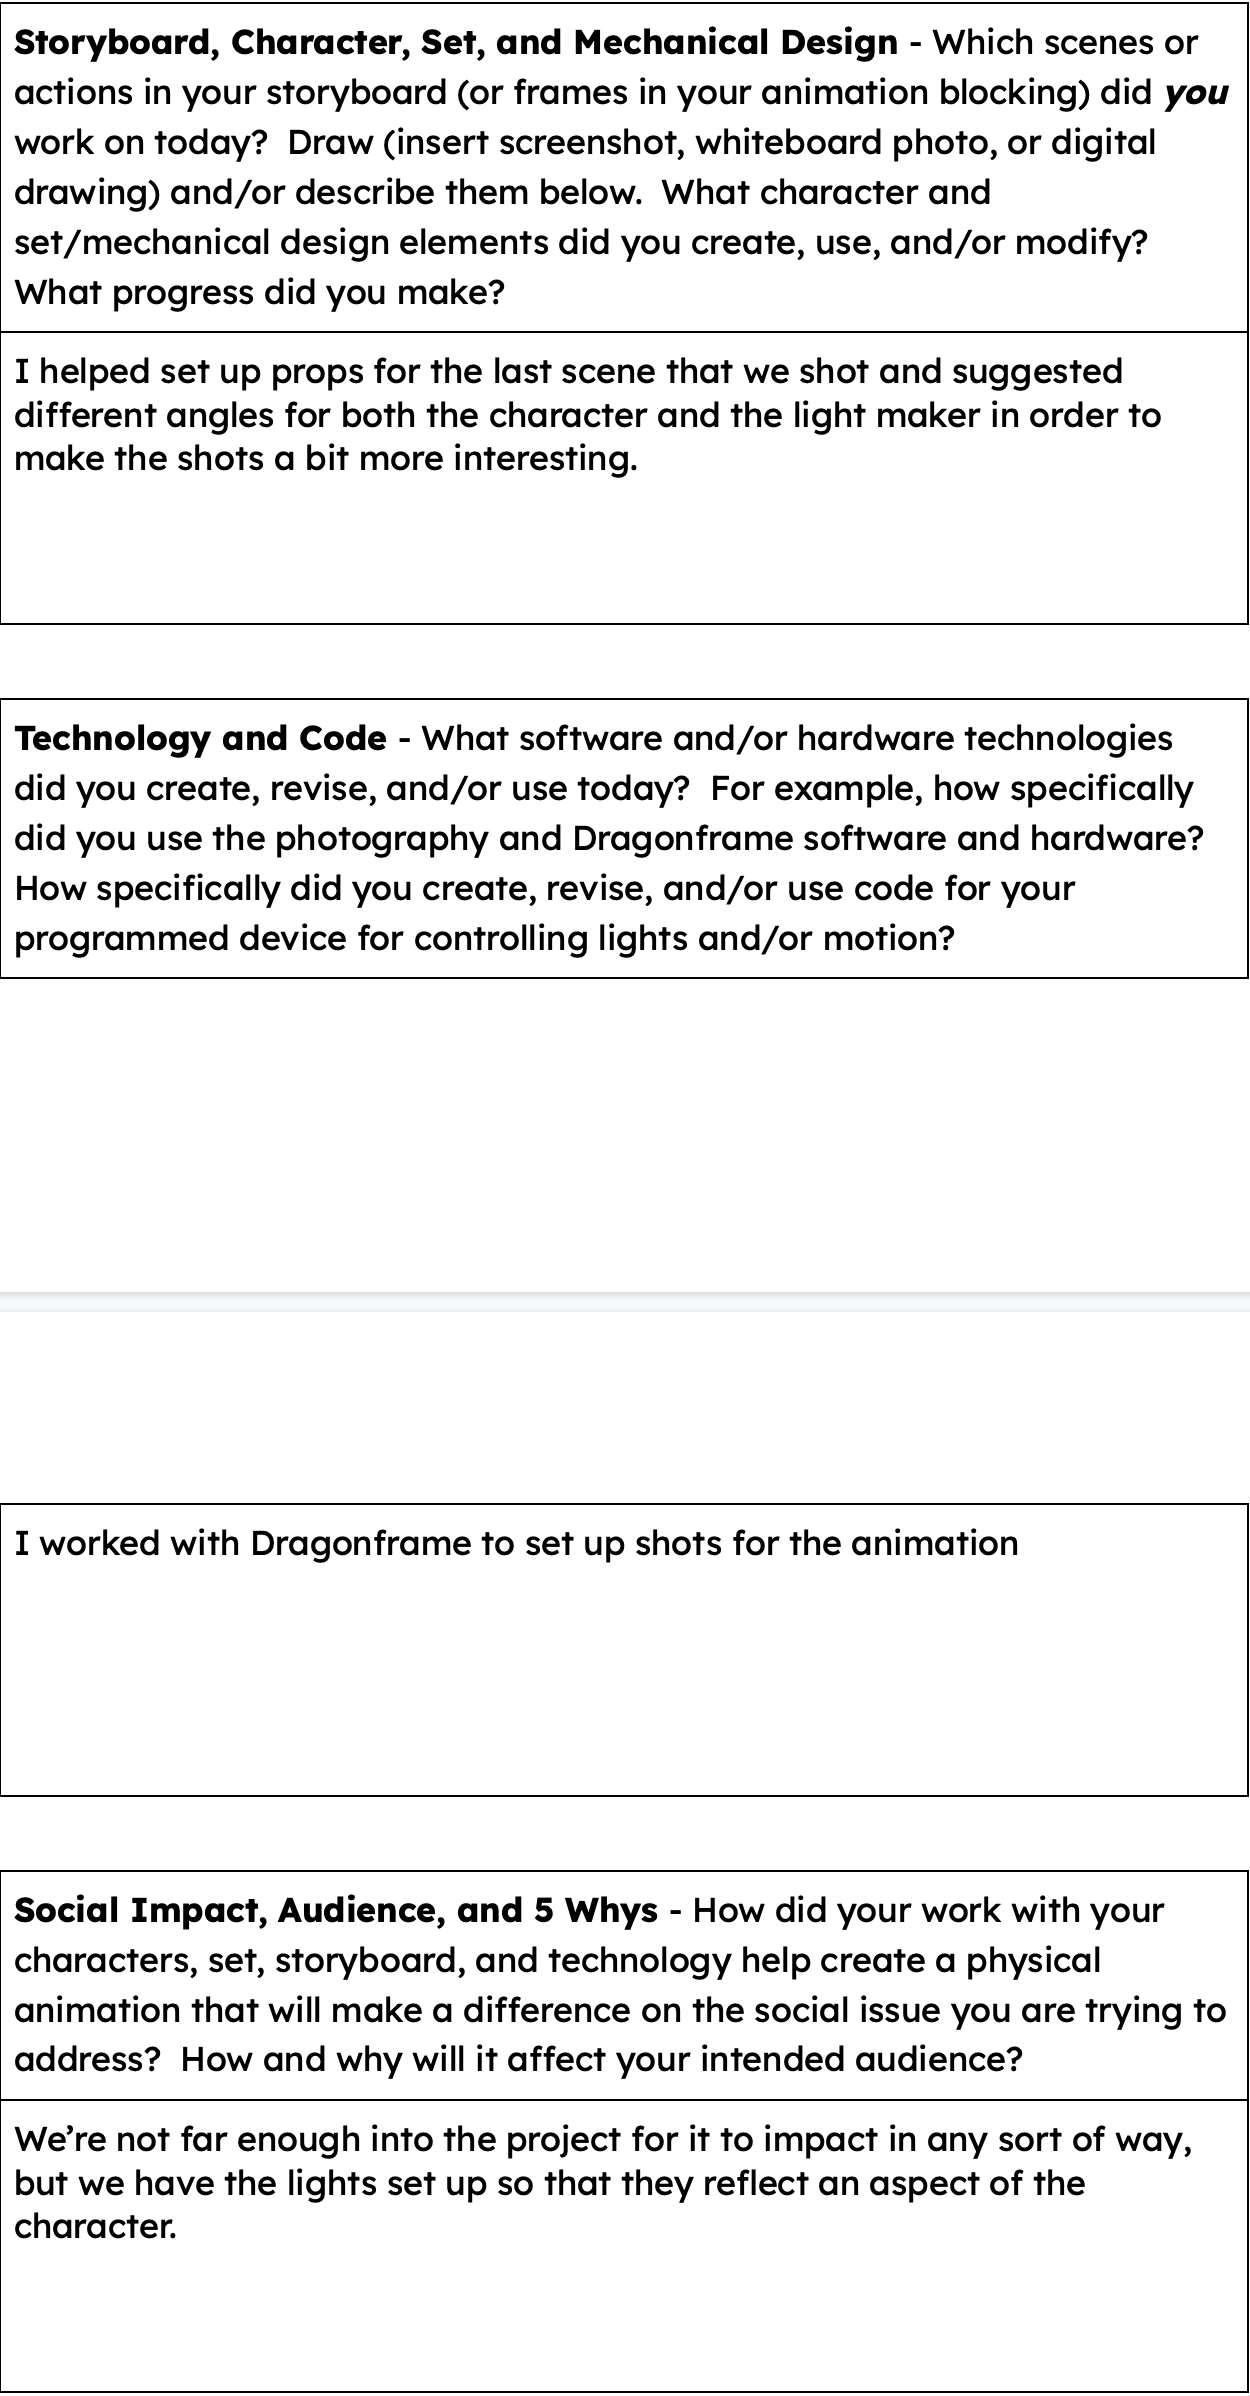 Storyboard, Character, Set, and Mechanical Design - Which scenes or
actions in your storyboard (or frames in your animation blocking) did you
work on today?  Draw (insert screenshot, whiteboard photo, or digital
drawing) and/or describe them below.  What character and
set/mechanical design elements did you create, use, and/or modify?
What progress did you make?
I helped set up props for the last scene that we shot and suggested
different angles for both the character and the light maker in order to
make the shots a bit more interesting.
Technology and Code - What software and/or hardware technologies
did you create, revise, and/or use today?  For example, how specifically
did you use the photography and Dragonframe software and hardware?
How specifically did you create, revise, and/or use code for your
programmed device for controlling lights and/or motion?
I worked with Dragonframe to set up shots for the animation
Social Impact, Audience, and 5 Whys - How did your work with your
characters, set, storyboard, and technology help create a physical
animation that will make a difference on the social issue you are trying to
address?  How and why will it affect your intended audience?
We’re not far enough into the project for it to impact in any sort of way,
but we have the lights set up so that they reflect an aspect of the
character.